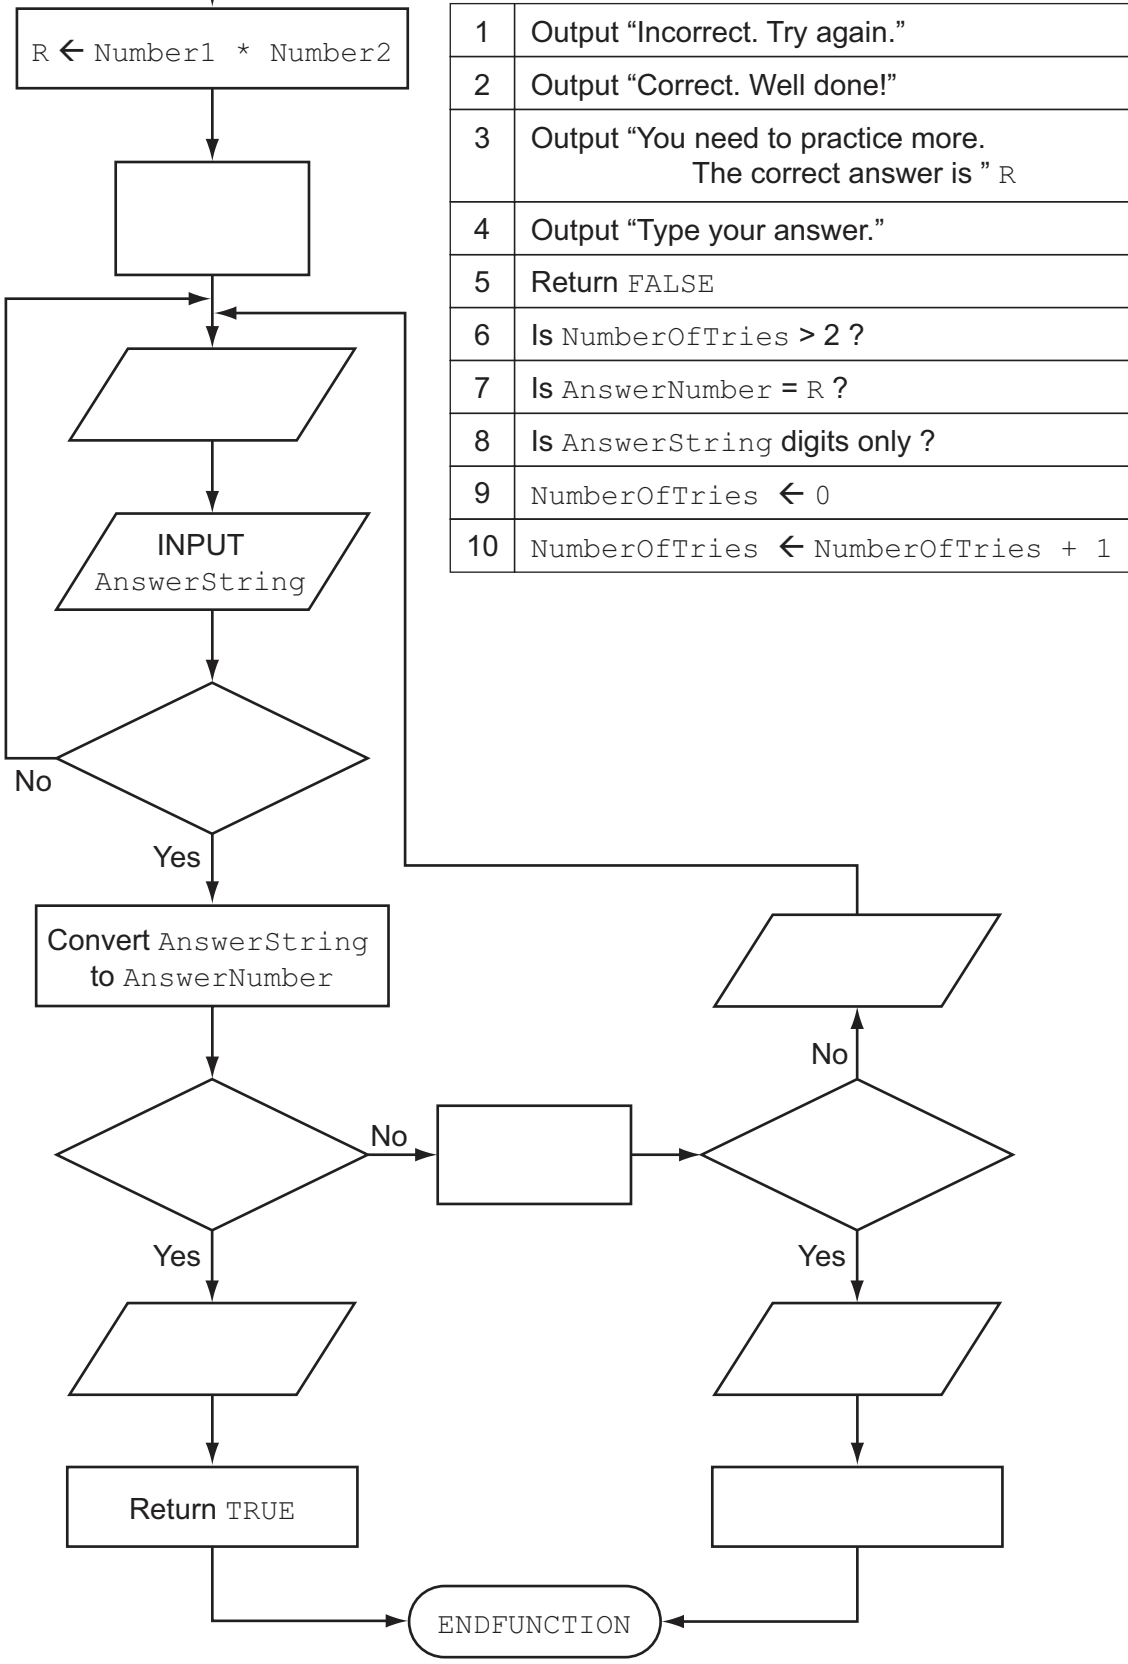 R ← Number1 * Number2
1 Output “Incorrect. Try again.”
2 Output “Correct. Well done!”
3 Output “You need to practice more.
The correct answer is ” R
4 Output “Type your answer.”
5 Return FALSE
6 Is NumberOfTries > 2 ?
7 Is AnswerNumber = R ?
8 Is AnswerString digits only ?
9 NumberOfTries ← 0
10 NumberOfTries ← NumberOfTries + 1
INPUT
AnswerString
No
Yes
Convert AnswerString
to AnswerNumber
No
No
Yes
Yes
Return TRUE
ENDFUNCTION